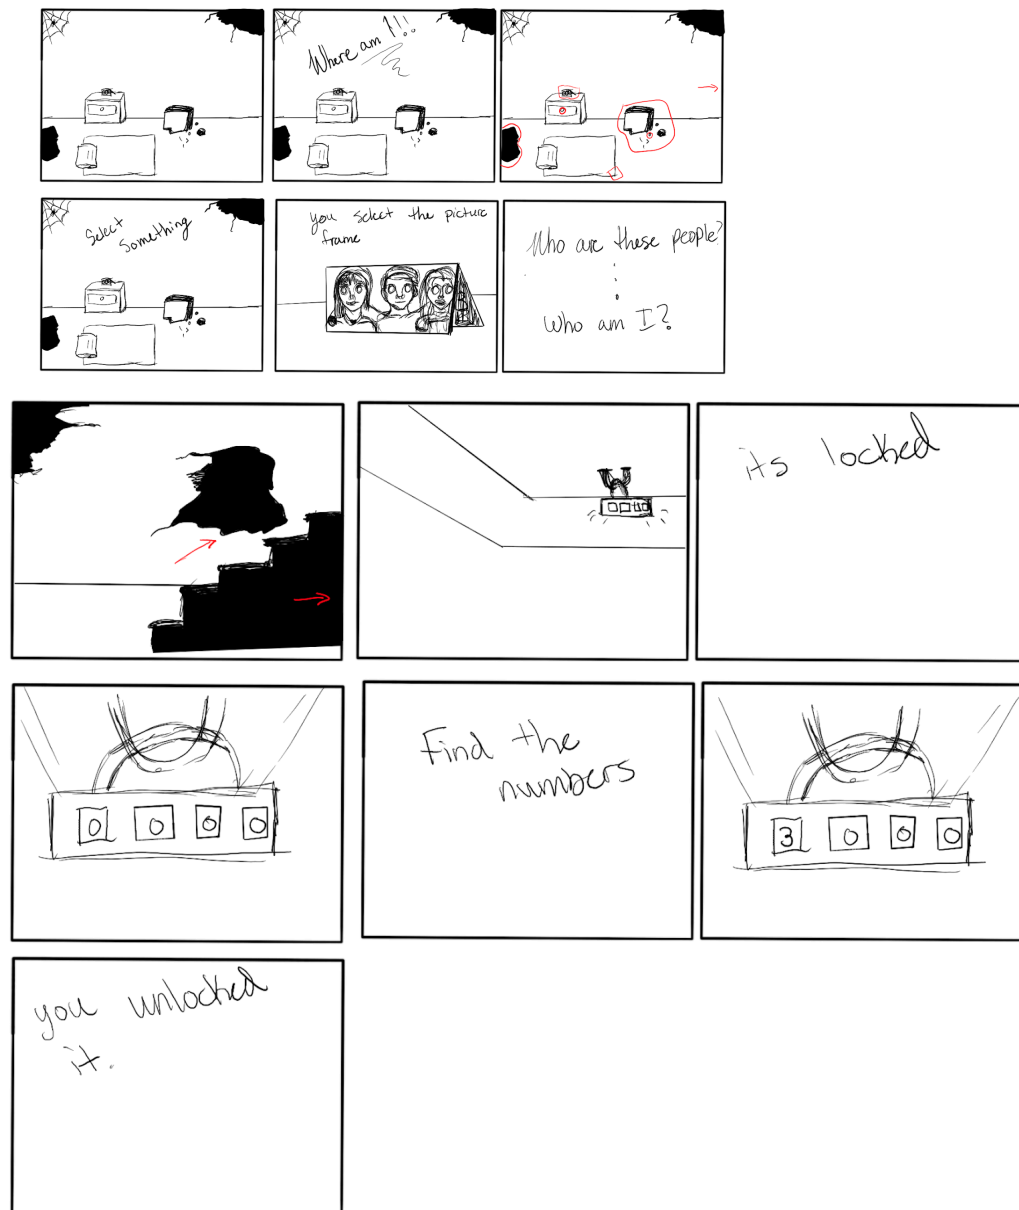 Where am I!!
Select
Something
you select the picture
frame
Who are these people?
Who am I?
its locked
0 0 0 0
Find the
numbers
3 0 0 0
you unlocked
it.